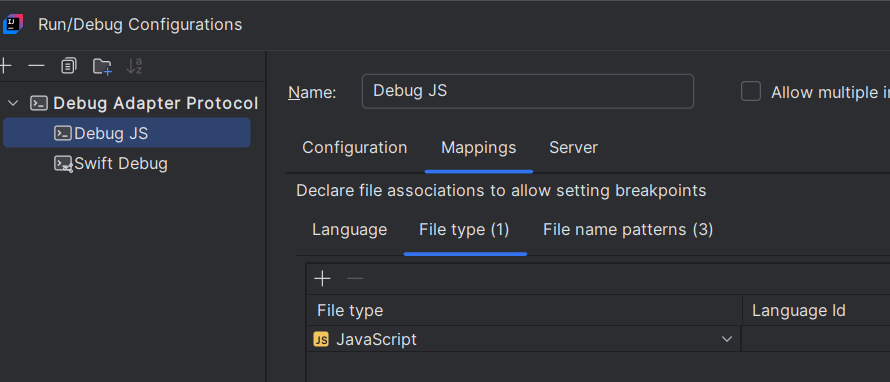 Run/Debug Configurations
Name: Debug JS Allow multiple
Debug Adapter Protocol
Debug JS
Swift Debug
Configuration Mappings Server
Declare file associations to allow setting breakpoints
Language File type (1) File name patterns (3)
File type Language Id
JS JavaScript